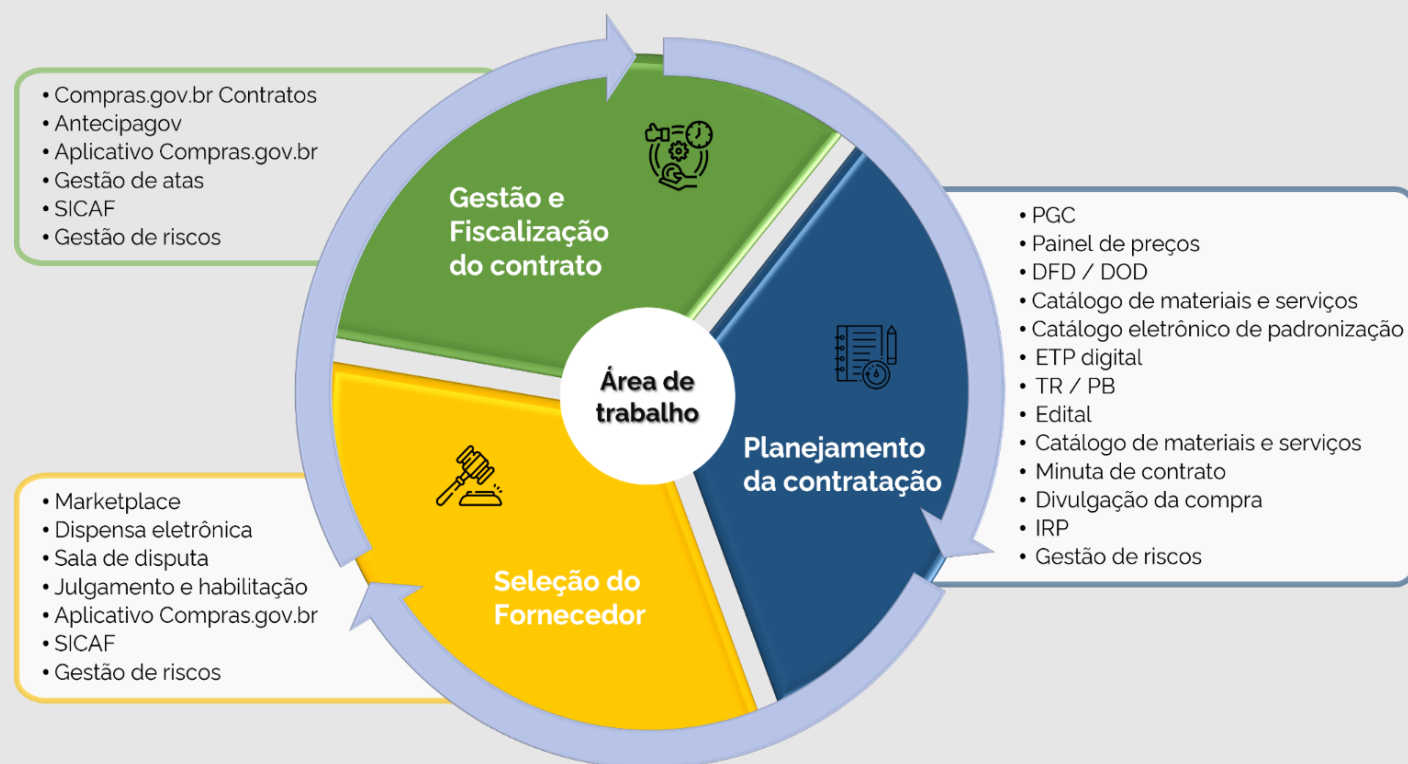 • Compras.gov.br Contratos
• Antecipagov
• Aplicativo Compras.gov.br
• Gestão de atas
• SICAF
• Gestão de riscos
Gestão e
Fiscalização
do contrato
• PGC
• Painel de preços
• DFD / DOD
• Catálogo de materiais e serviços
• Catálogo eletrônico de padronização
• ETP digital
• TR / PB
• Edital
• Catálogo de materiais e serviços
• Minuta de contrato
• Divulgação da compra
• IRP
• Gestão de riscos
Área de
trabalho
Planejamento
da contratação
• Marketplace
• Dispensa eletrônica
• Sala de disputa
• Julgamento e habilitação
• Aplicativo Compras.gov.br
• SICAF
• Gestão de riscos
Seleção do
Fornecedor